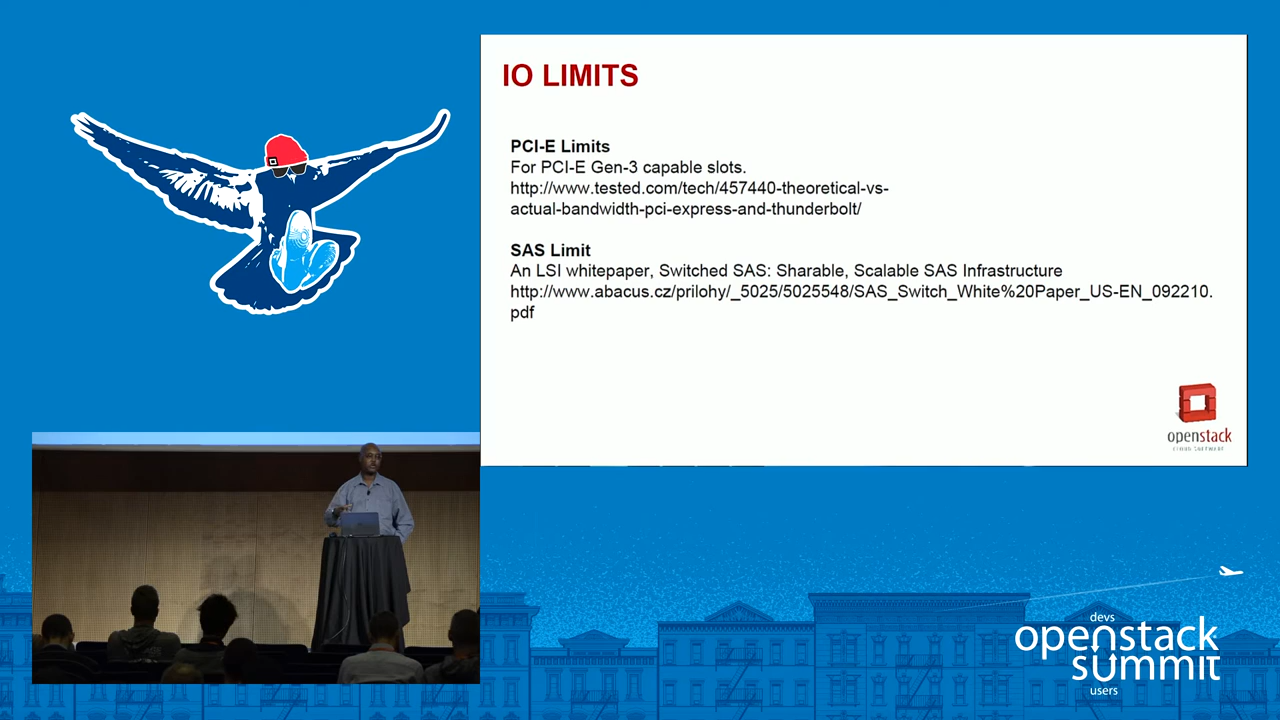 IO LIMITS
PCI-E Limits
For PCI-E Gen-3 capable slots.
http://www.tested.com/tech/457440-theoretical-vs-
actual-bandwidth-pci-express-and-thunderbolt/
SAS Limit
An LSI whitepaper, Switched SAS: Sharable, Scalable SAS Infrastructure
http://www.abacus.cz/prilohy/_5025/5025548/SAS_Switch_White%20Paper_US-EN_092210.
pdf
openstack
CLOUD SOFTWARE
devs
openstack
summit
users